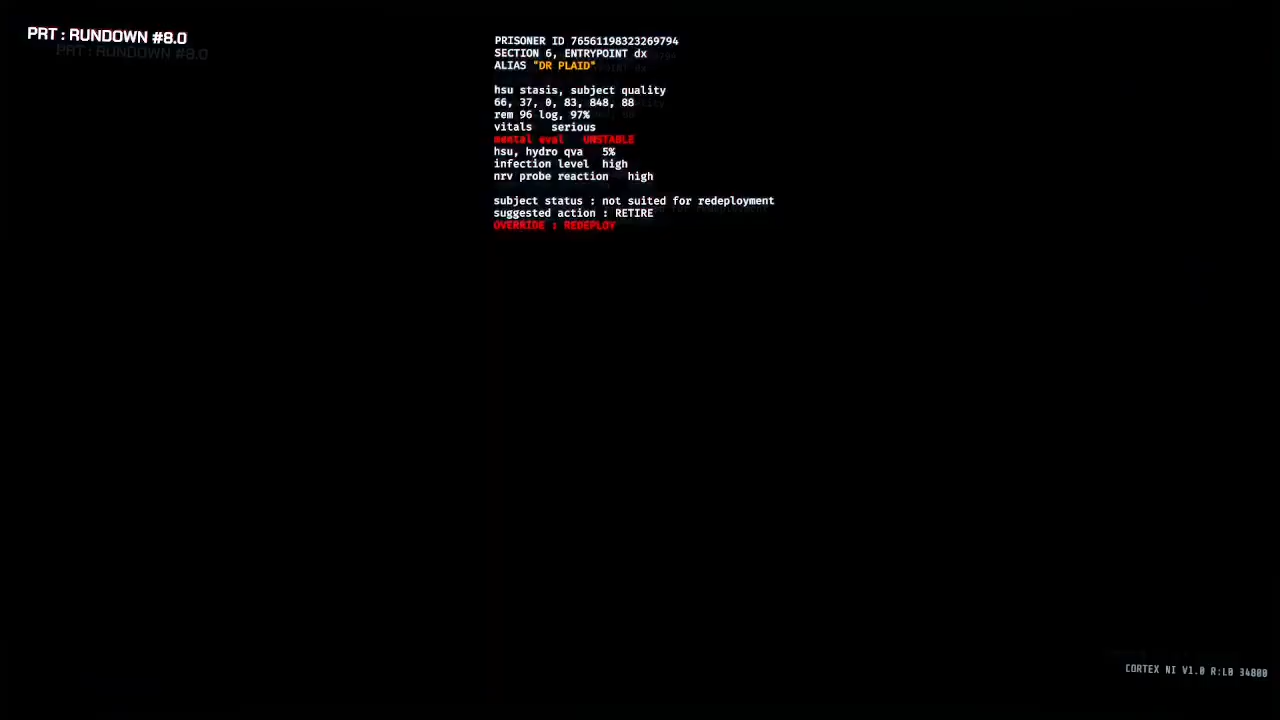 PRT : RUNDOWN #8.0
PRISONER ID 76561198323269794
SECTION 6, ENTRYPOINT dx
ALIAS "DR PLAID"
hsu stasis, subject quality
66, 37, 0, 83, 848, 88
rem 96 log, 97%
vitals serious
mental eval UNSTABLE
hsu, hydro qva 5%
infection level high
nrv probe reaction high
subject status : not suited for redeployment
suggested action : RETIRE
OVERRIDE : REDEPLOY
CORTEX NI V1.0 R:L0 34800